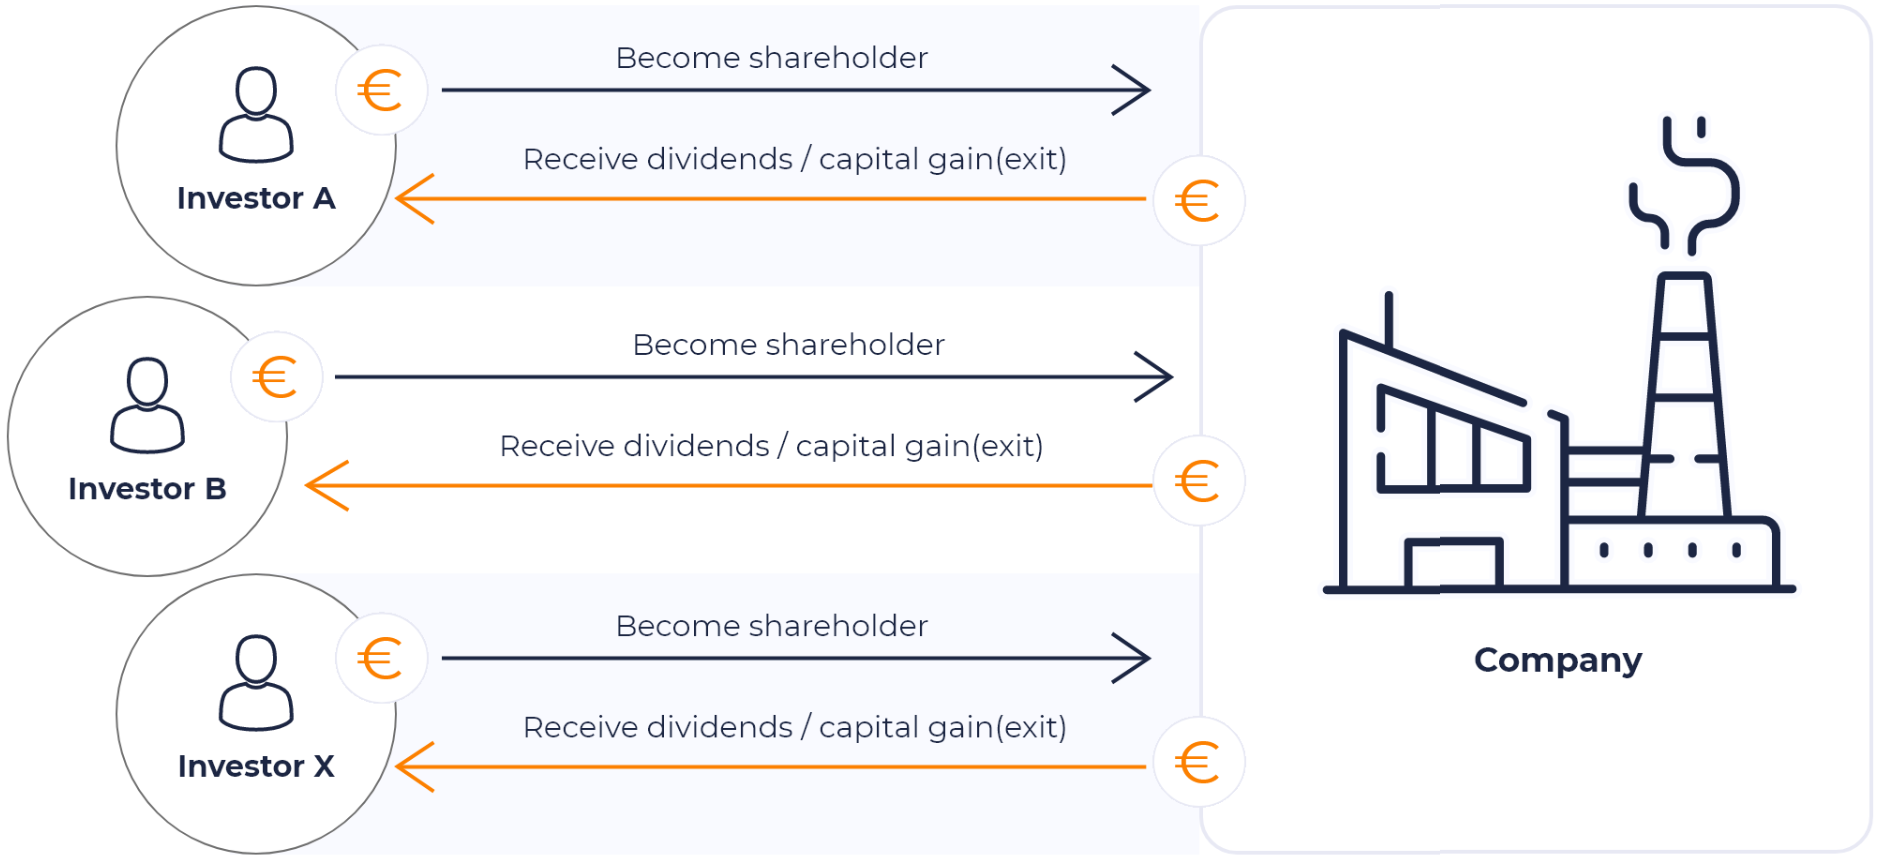 Become shareholder
€
Receive dividends / capital gain(exit)
€
Investor A
Become shareholder
€
Receive dividends / capital gain(exit)
€
Investor B
Become shareholder
€
Receive dividends / capital gain(exit)
€
Investor X
Company